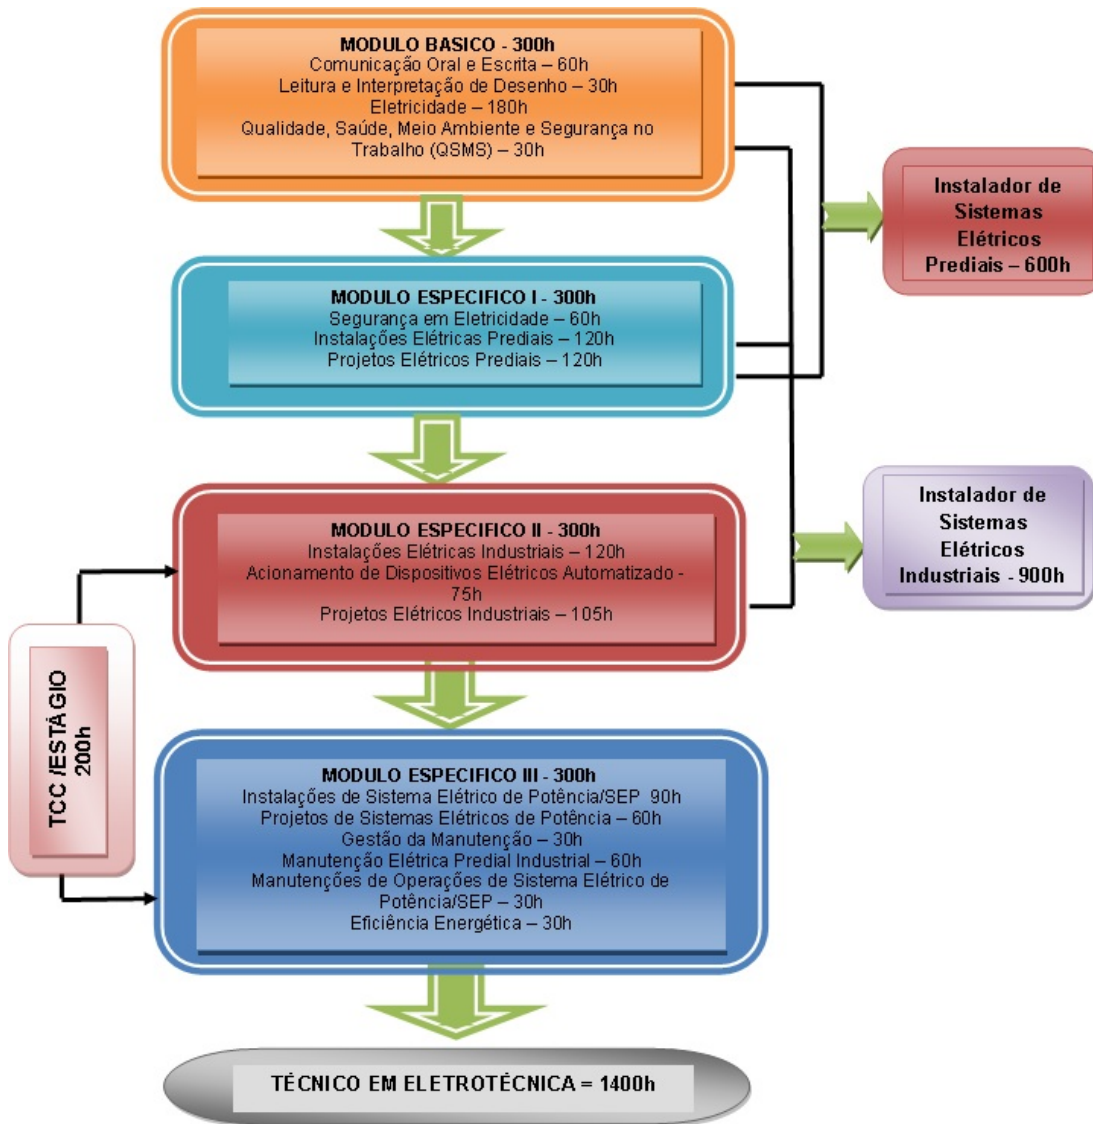 MODULO BASICO - 300h
Comunicação Oral e Escrita – 60h
Leitura e Interpretação de Desenho – 30h
Eletricidade – 180h
Qualidade, Saúde, Meio Ambiente e Segurança no
Trabalho (QSMS) – 30h
Instalador de
Sistemas
Elétricos
Prediais – 600h
MODULO ESPECIFICO I - 300h
Segurança em Eletricidade – 60h
Instalações Elétricas Prediais – 120h
Projetos Elétricos Prediais – 120h
Instalador de
Sistemas
Elétricos
Industriais - 900h
MODULO ESPECIFICO II - 300h
Instalações Elétricas Industriais – 120h
Acionamento de Dispositivos Elétricos Automatizado -
75h
Projetos Elétricos Industriais – 105h
TCC /ESTÁGIO
200h
MODULO ESPECIFICO III - 300h
Instalações de Sistema Elétrico de Potência/SEP 90h
Projetos de Sistemas Elétricos de Potência – 60h
Gestão da Manutenção – 30h
Manutenção Elétrica Predial Industrial – 60h
Manutenções de Operações de Sistema Elétrico de
Potência/SEP – 30h
Eficiência Energética – 30h
TÉCNICO EM ELETROTÉCNICA = 1400h